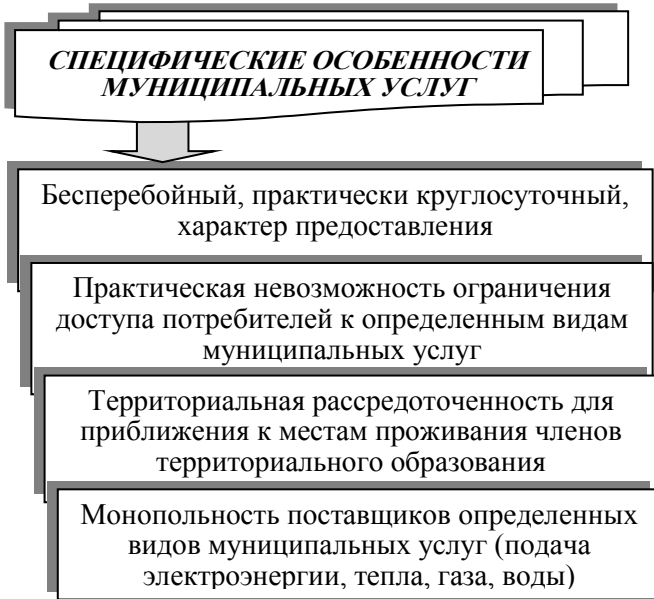 СПЕЦИФИЧЕСКИЕ ОСОБЕННОСТИ
МУНИЦИПАЛЬНЫХ УСЛУГ
Бесперебойный, практически круглосуточный,
характер предоставления
Практическая невозможность ограничения
доступа потребителей к определенным видам
муниципальных услуг
Территориальная рассредоточенность для
приближения к местам проживания членов
территориального образования
Монопольность поставщиков определенных
видов муниципальных услуг (подача
электроэнергии, тепла, газа, воды)